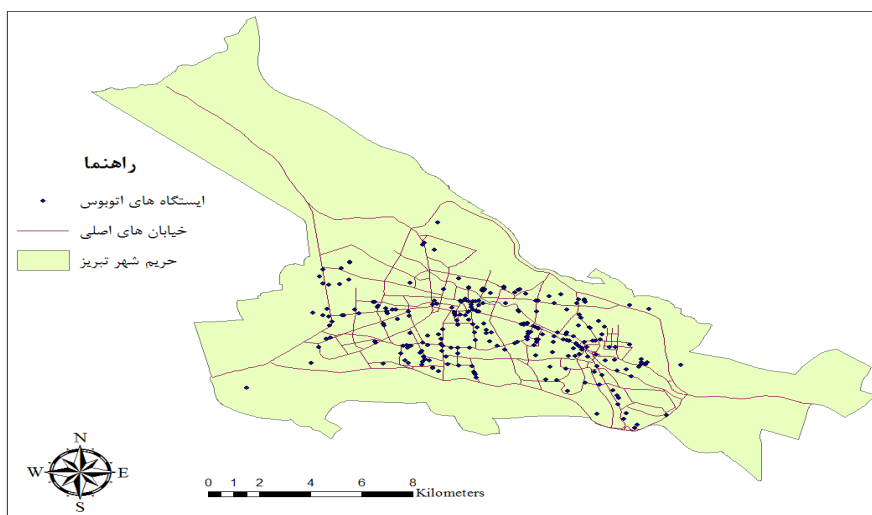 راهنما
ایستگاه های اتوبوس
خیابان های اصلی
حریم شهر تبریز
N
W E
S
0 1 2 4 6 8
Kilometers